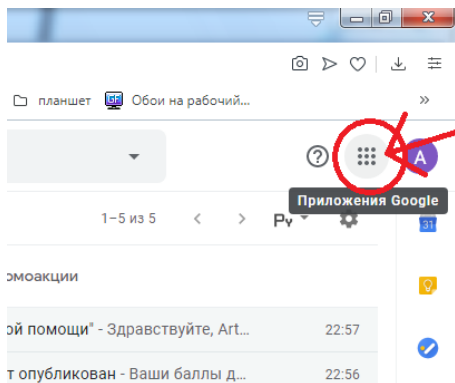 планшет GF Обои на рабочий... »
? A
Приложения Google
1–5 из 5 < > Ру
31
омоакции
ой помощи" - Здравствуйте, Art... 22:57
т опубликован - Ваши баллы д... 22:56